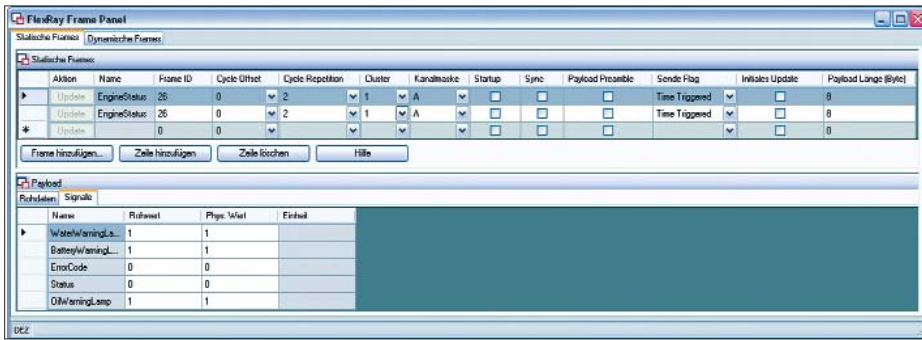 FlexRay Frame Panel
Statische Frames Dynamische Frames
Statische Frames
Aktion Name Frame ID Cycle Offset Cycle Repetition Cluster Kanalmaske Startup Sync Payload Preamble Sende Flag Initiales Update Payload Länge (Byte)
Update EngineStatus 26 0 2 1 A Time Triggered 8
Update EngineStatus 26 0 2 1 A Time Triggered 8
Update 0 0 0
Frame hinzufügen... Zeile hinzufügen Zeile löschen Hilfe
Payload
Rohdaten Signale
Name Rohwert Phys. Wert Einheit
WaterWarningLa... 1 1
BatteryWarningL... 1 1
ErrorCode 0 0
Status 0 0
OilWarningLamp 1 1
DEZ